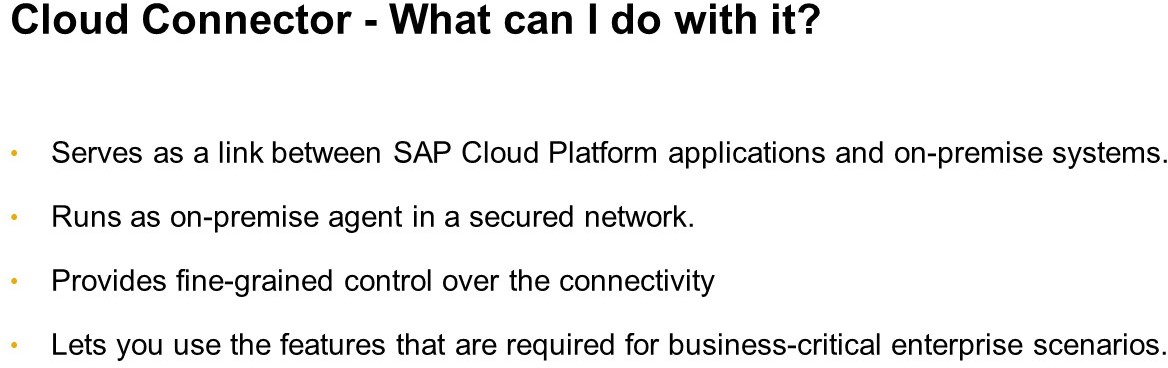 Cloud Connector - What can I do with it?
• Serves as a link between SAP Cloud Platform applications and on-premise systems.
• Runs as on-premise agent in a secured network.
• Provides fine-grained control over the connectivity
• Lets you use the features that are required for business-critical enterprise scenarios.